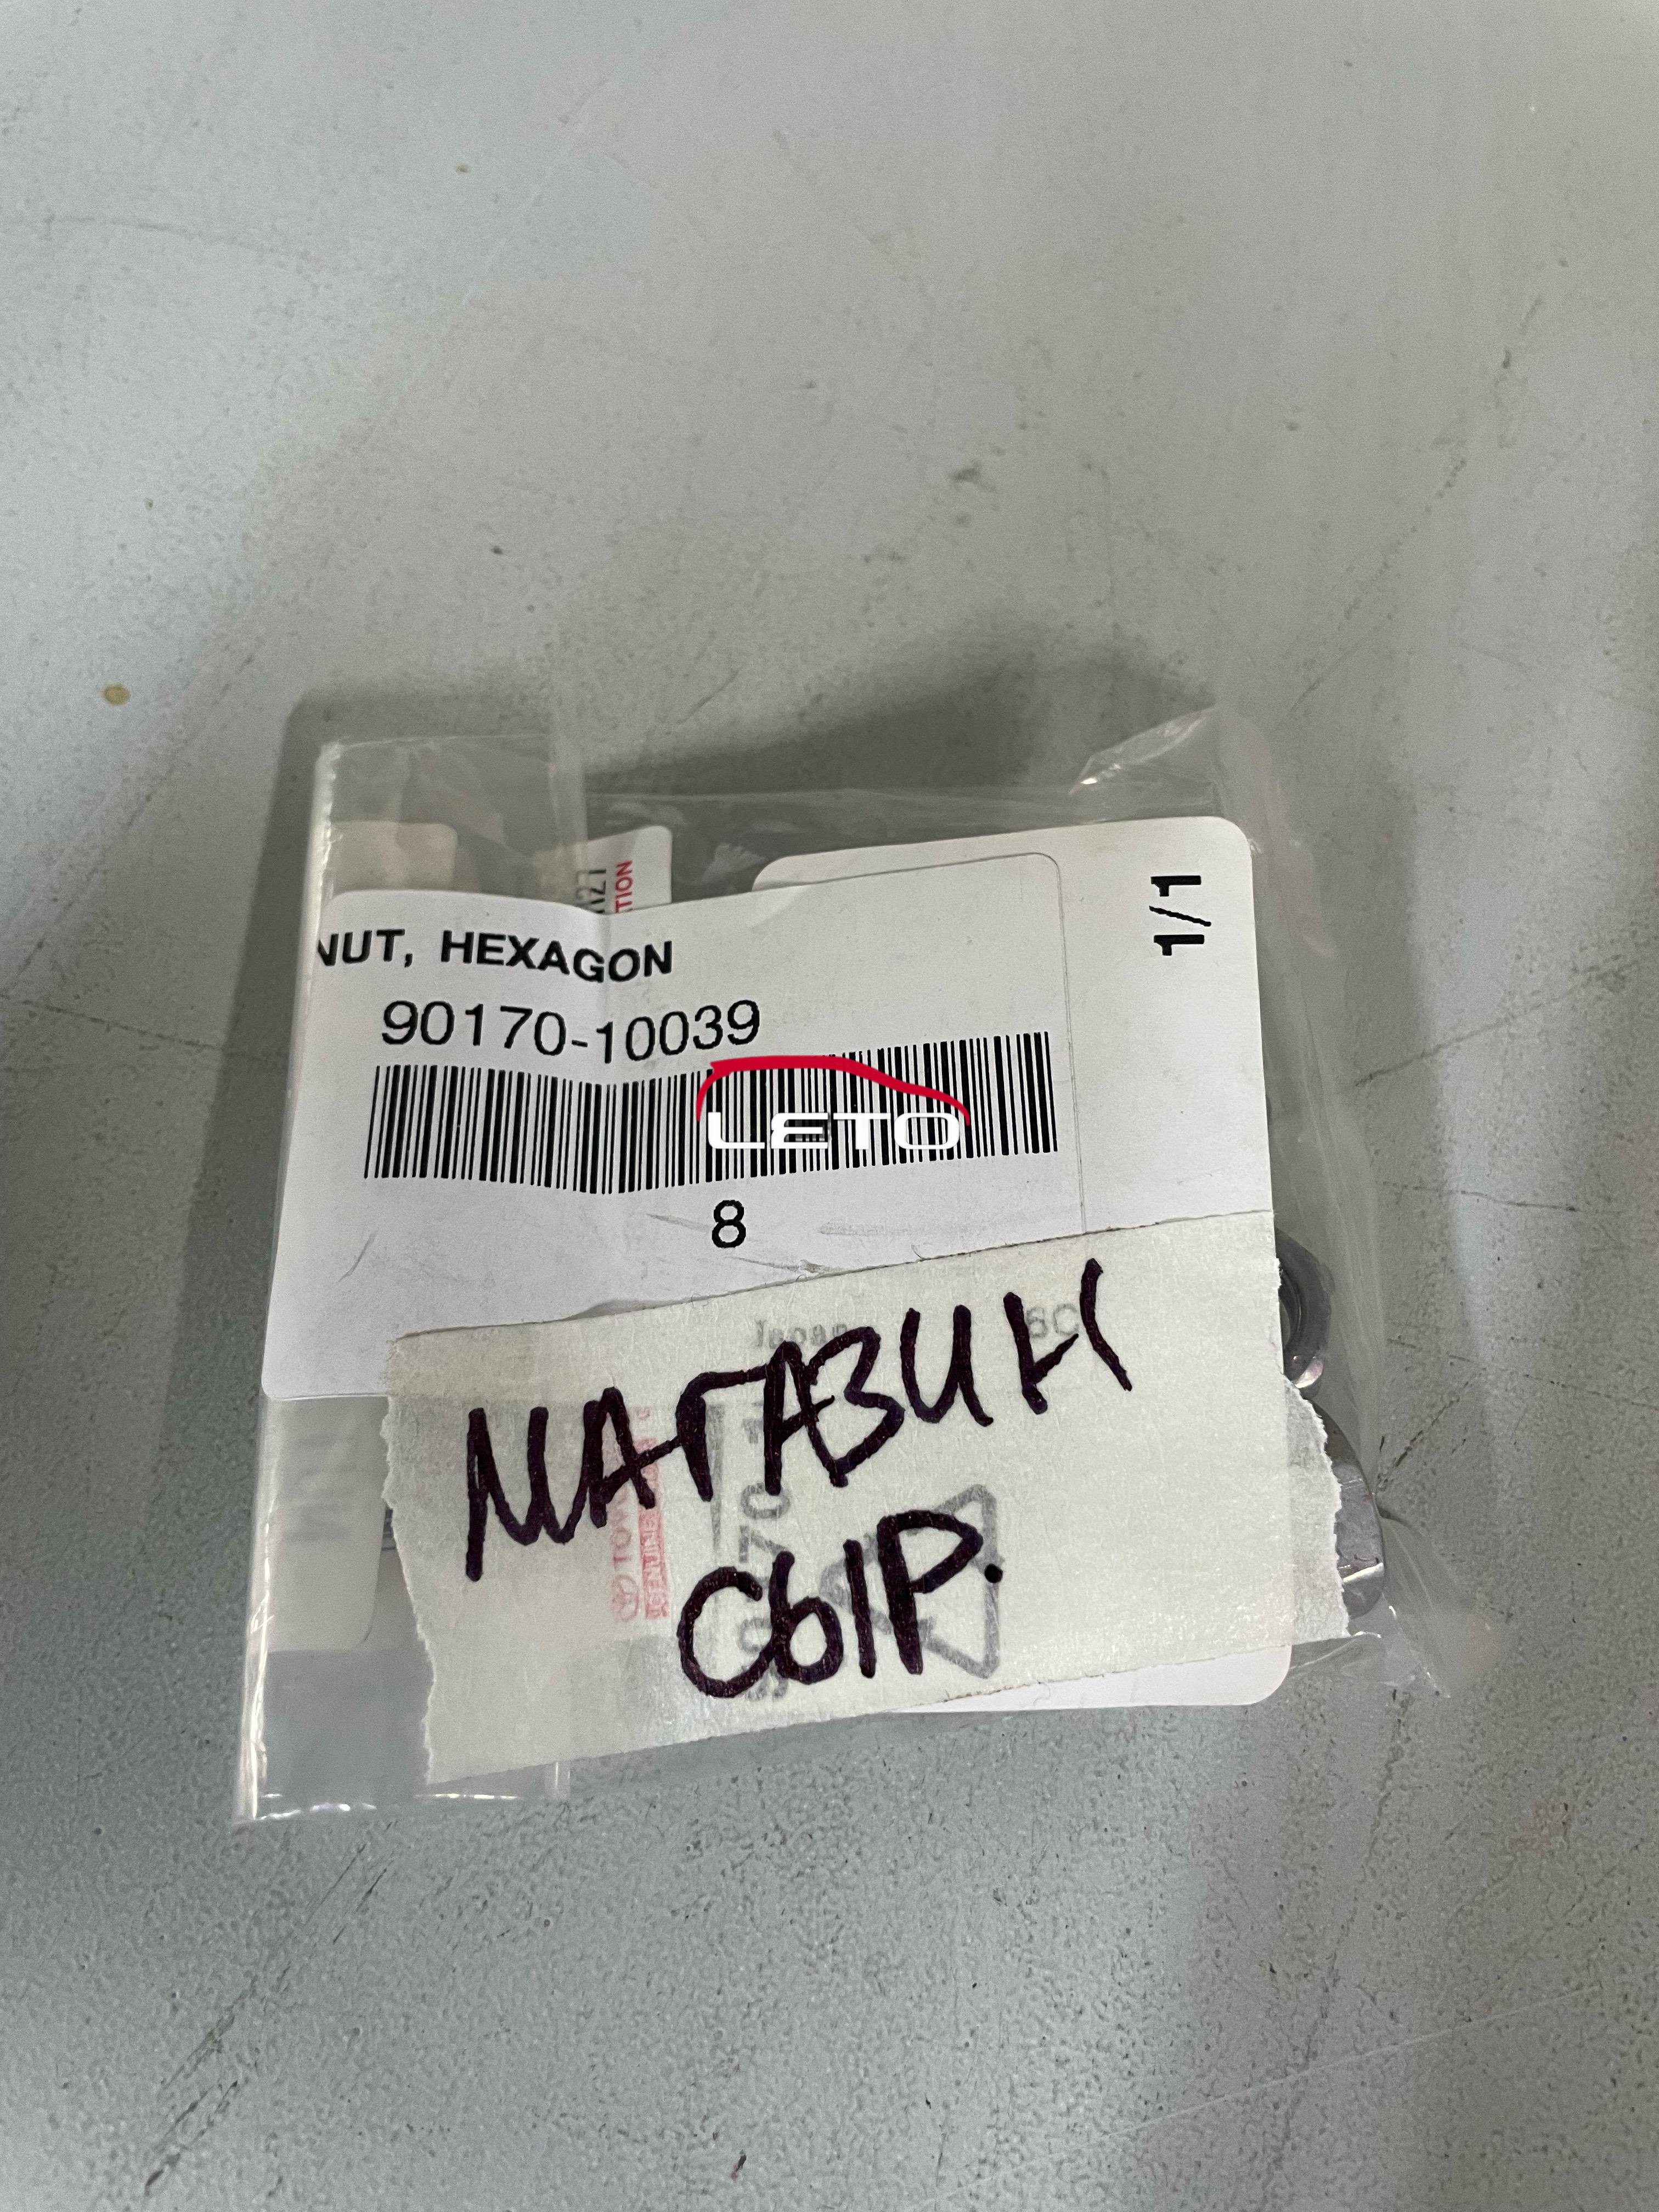 NUT, HEXAGON
90170-10039
1/1
LETO
8
МАГАЗИН
СЫР.